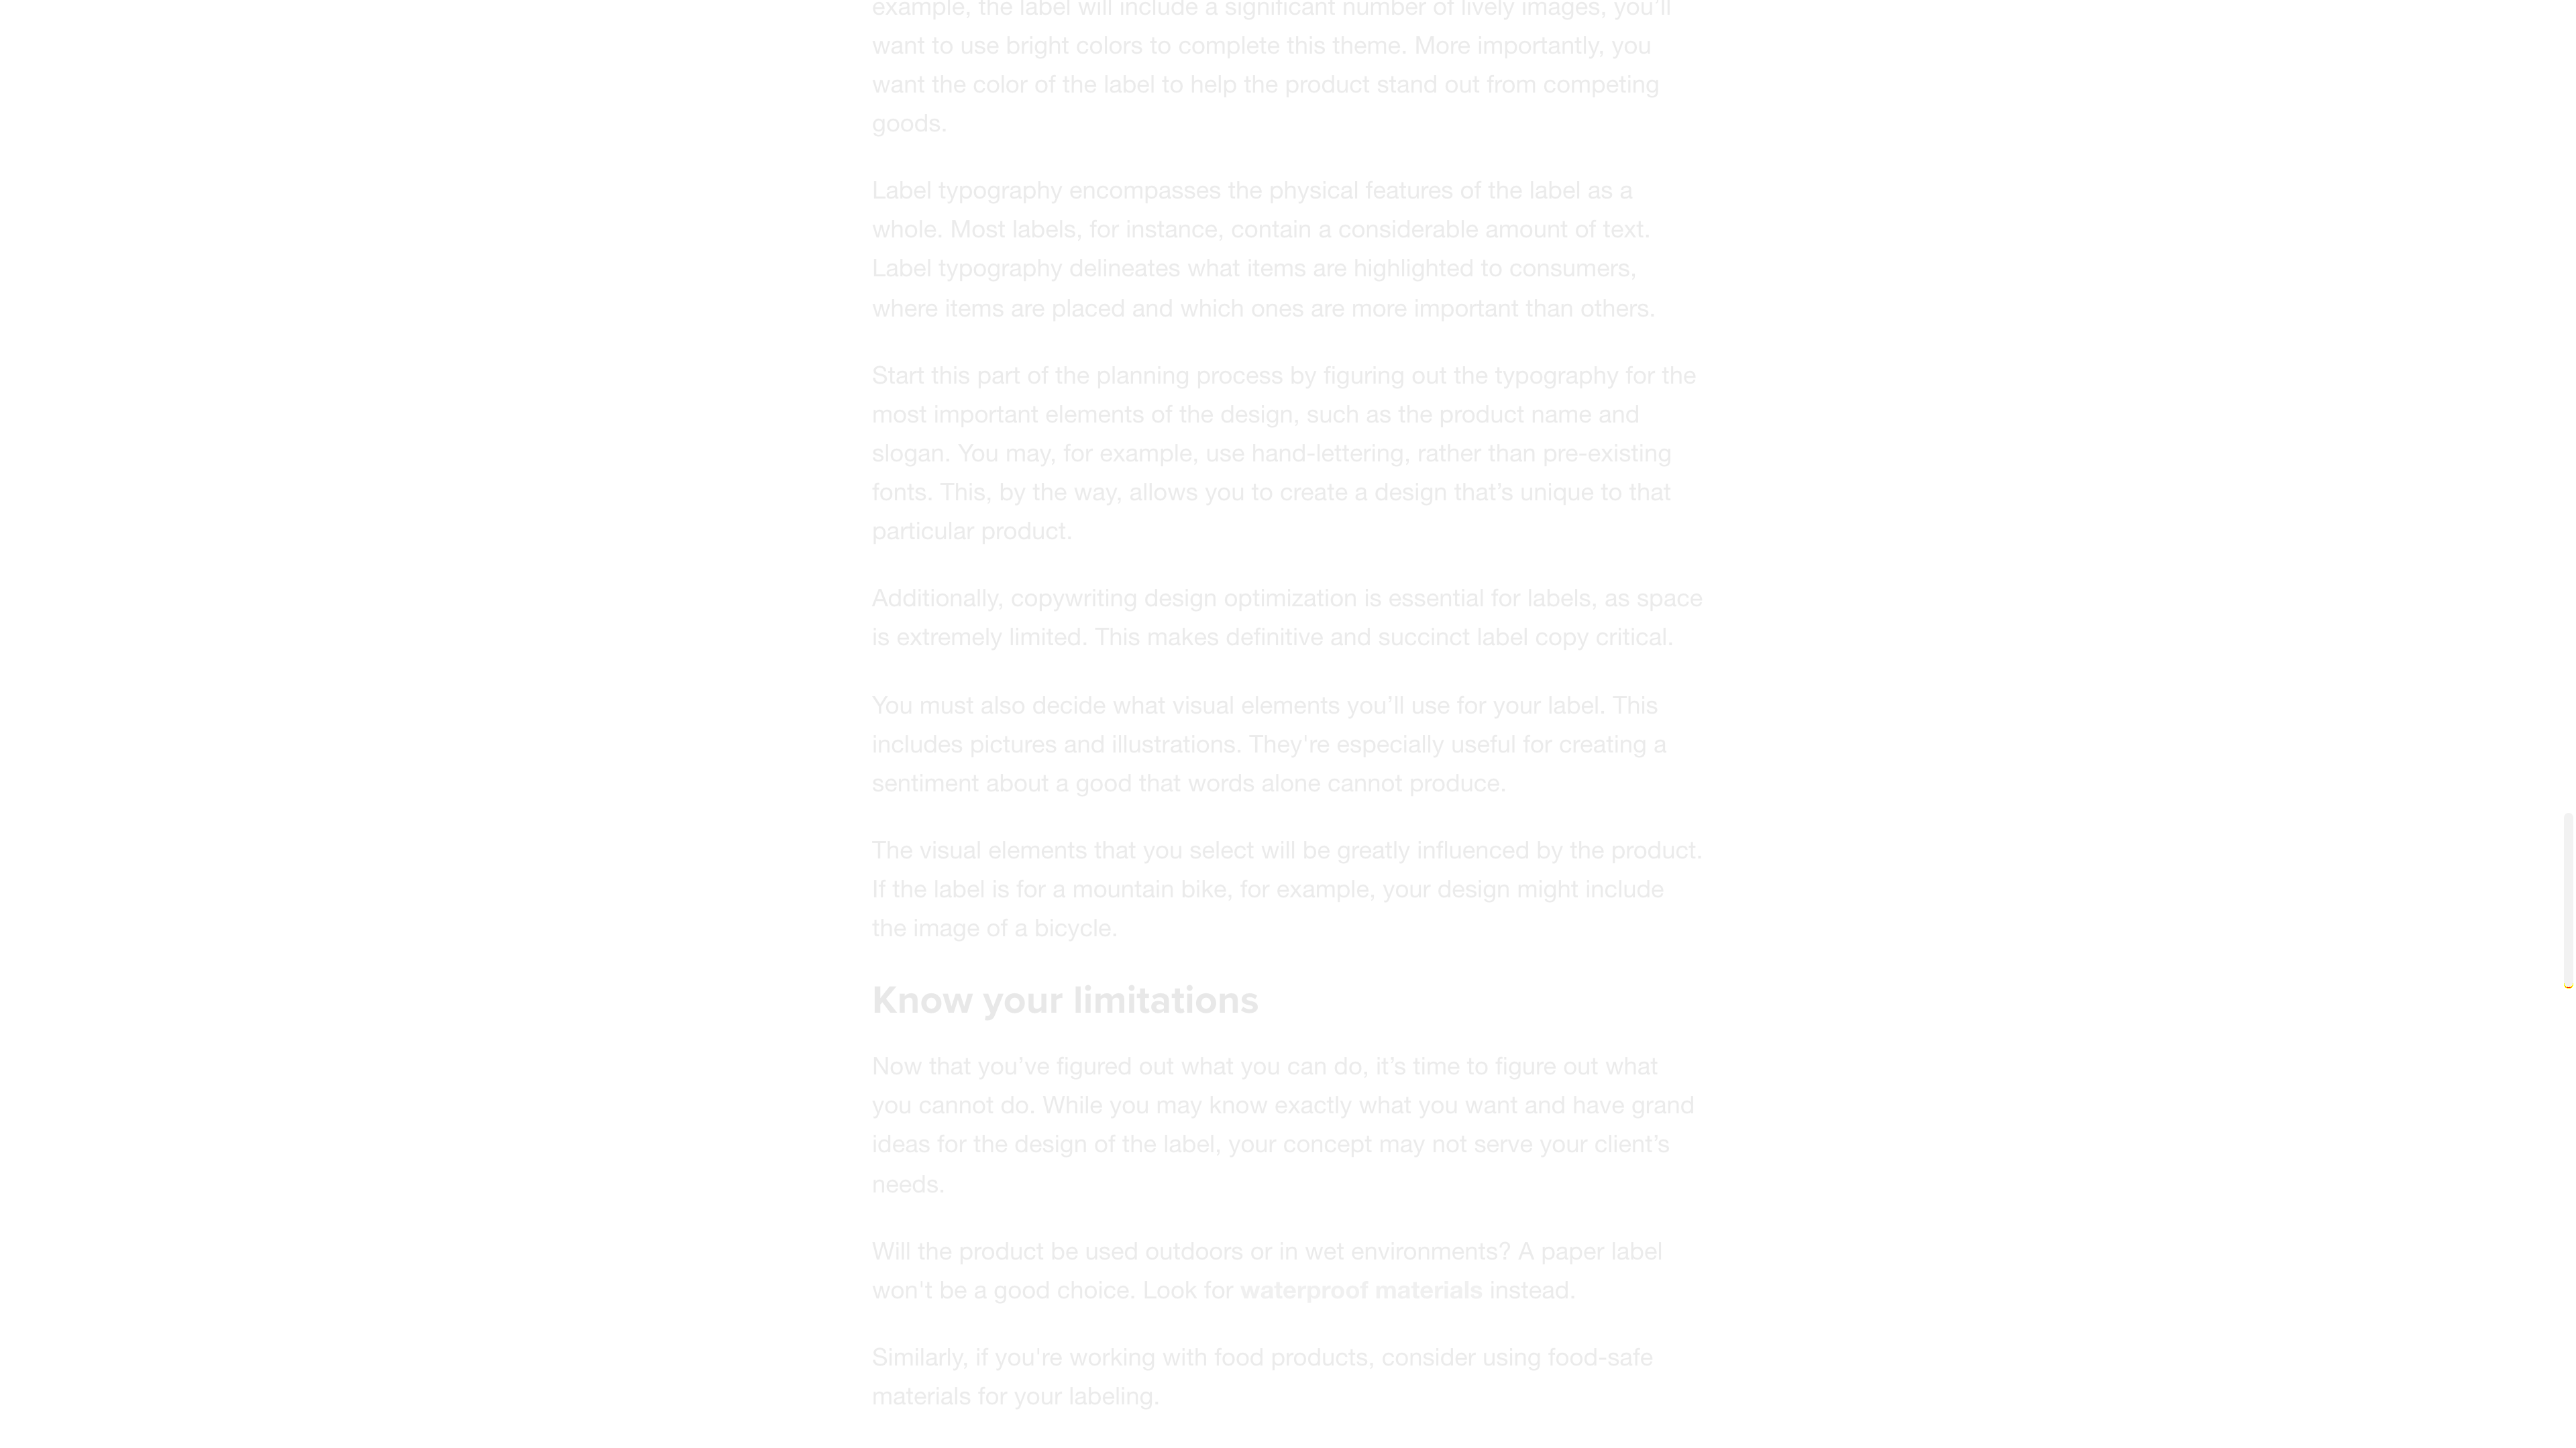 example, the label will include a significant number of lively images, you'll
want to use bright colors to complete this theme. More importantly, you
want the color of the label to help the product stand out from competing
goods.
Label typography encompasses the physical features of the label as a
whole. Most labels, for instance, contain a considerable amount of text.
Label typography delineates what items are highlighted to consumers,
where items are placed and which ones are more important than others.
Start this part of the planning process by figuring out the typography for the
most important elements of the design, such as the product name and
slogan. You may, for example, use hand-lettering, rather than pre-existing
fonts. This, by the way, allows you to create a design that’s unique to that
particular product.
Additionally, copywriting design optimization is essential for labels, as space
is extremely limited. This makes definitive and succinct label copy critical.
You must also decide what visual elements you’ll use for your label. This
includes pictures and illustrations. They're especially useful for creating a
sentiment about a good that words alone cannot produce.
The visual elements that you select will be greatly influenced by the product.
If the label is for a mountain bike, for example, your design might include
the image of a bicycle.
Know your limitations
Now that you’ve figured out what you can do, it’s time to figure out what
you cannot do. While you may know exactly what you want and have grand
ideas for the design of the label, your concept may not serve your client’s
needs.
Will the product be used outdoors or in wet environments? A paper label
won't be a good choice. Look for waterproof materials instead.
Similarly, if you're working with food products, consider using food-safe
materials for your labeling.